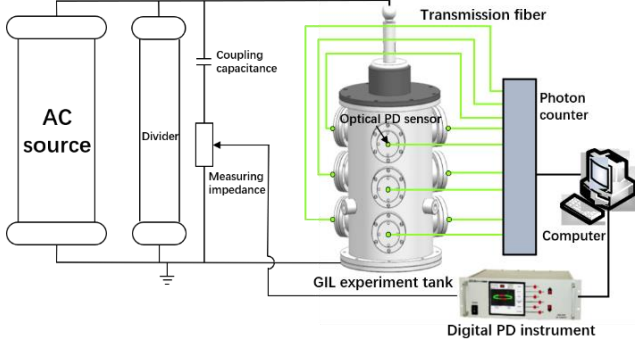 Transmission fiber
Coupling
capacitance
AC
source
Divider
Optical PD sensor
Photon
counter
Measuring
impedance
Computer
GIL experiment tank
Digital PD instrument